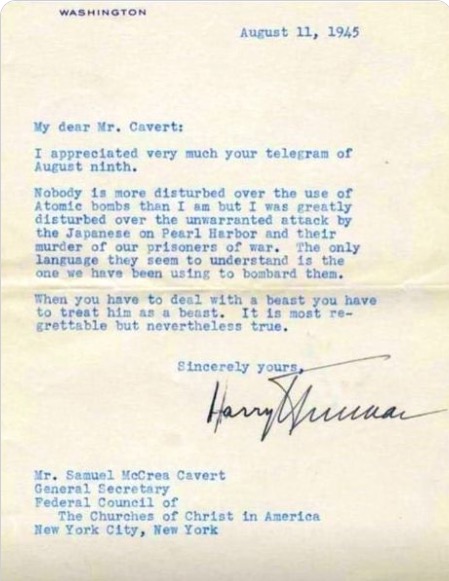 WASHINGTON
August 11, 1945
My dear Mr. Cavert:
I appreciated very much your telegram of
August ninth.
Nobody is more disturbed over the use of
Atomic bombs than I am but I was greatly
disturbed over the unwarranted attack by
the Japanese on Pearl Harbor and their
murder of our prisoners of war. The only
language they seem to understand is the
one we have been using to bombard them.
When you have to deal with a beast you have
to treat him as a beast. It is most re-
grettable but nevertheless true.
Sincerely yours,
Harry Truman
Mr. Samuel McCrea Cavert
General Secretary
Federal Council of
The Churches of Christ in America
New York City, New York